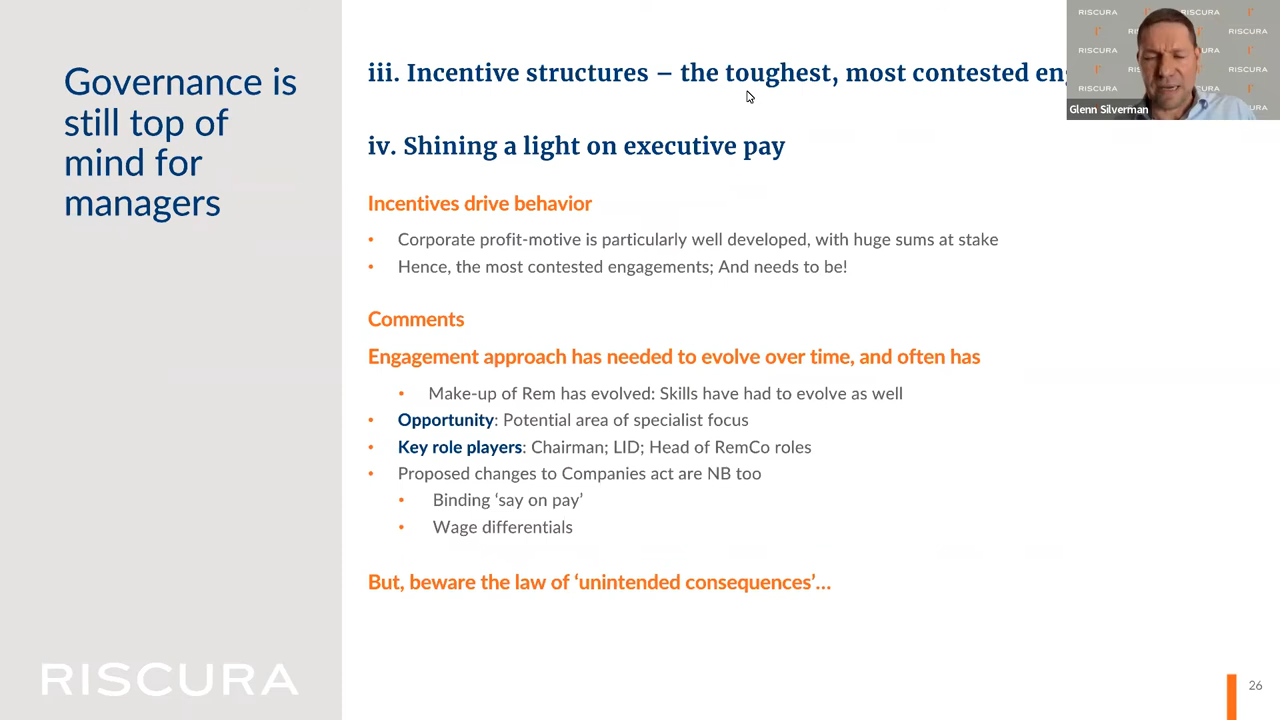 Governance is
still top of
mind for
managers
iii. Incentive structures – the toughest, most contested
iv. Shining a light on executive pay
Incentives drive behavior
• Corporate profit-motive is particularly well developed, with huge sums at stake
• Hence, the most contested engagements; And needs to be!
Comments
Engagement approach has needed to evolve over time, and often has
• Make-up of Rem has evolved: Skills have had to evolve as well
• Opportunity: Potential area of specialist focus
• Key role players: Chairman; LID; Head of RemCo roles
• Proposed changes to Companies act are NB too
• Binding ‘say on pay’
• Wage differentials
But, beware the law of ‘unintended consequences’...
RISCURA
26
RISCURA RISCURA
RISCURA
RISCURA
RISCURA
Glenn Silverman